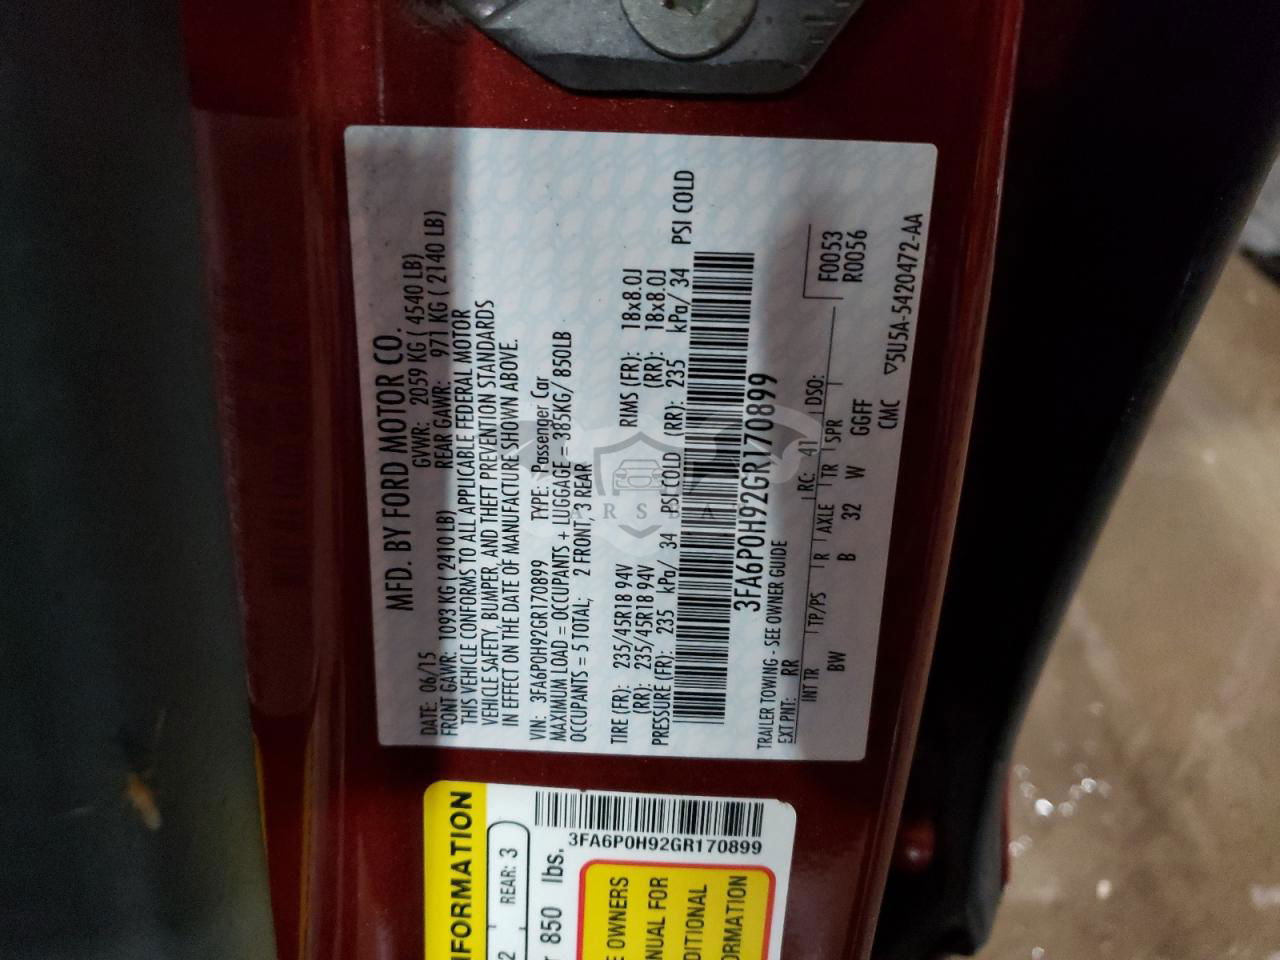 MFD. BY FORD MOTOR CO.
DATE: 06/15 GVWR: 2059 KG ( 4540 LB)
FRONT GAWR: 1093 KG ( 2410 LB) REAR GAWR: 971 KG ( 2140 LB)
THIS VEHICLE CONFORMS TO ALL APPLICABLE FEDERAL MOTOR
VEHICLE SAFETY, BUMPER, AND THEFT PREVENTION STANDARDS
IN EFFECT ON THE DATE OF MANUFACTURE SHOWN ABOVE.
VIN: 3FA6P0H92GR170899 TYPE: Passenger Car
MAXIMUM LOAD = OCCUPANTS + LUGGAGE = 385KG/ 850LB
OCCUPANTS = 5 TOTAL; 2 FRONT, 3 REAR
TIRE (FR): 235/45R18 94V RIMS (FR): 18x8.0J
(RR): 235/45R18 94V (RR): 18x8.0J
PRESSURE (FR): 235 kPa/ 34 PSI COLD (RR): 235 kPa/ 34 PSI COLD
3FA6P0H92GR170899
TRAILER TOWING - SEE OWNER GUIDE
EXT PNT: RR RC: 41 DSO:
INT TR TP/PS R AXLE TR SPR F0053
BW B 32 W GGFF R0056
CMC ▽5U5A-5420472-AA
REAR: 3
850 lbs.
3FA6P0H92GR170899
OWNERS
FOR